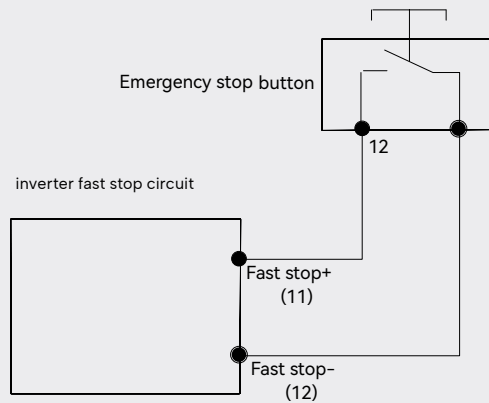 Emergency stop button
12
inverter fast stop circuit
Fast stop+
(11)
Fast stop-
(12)